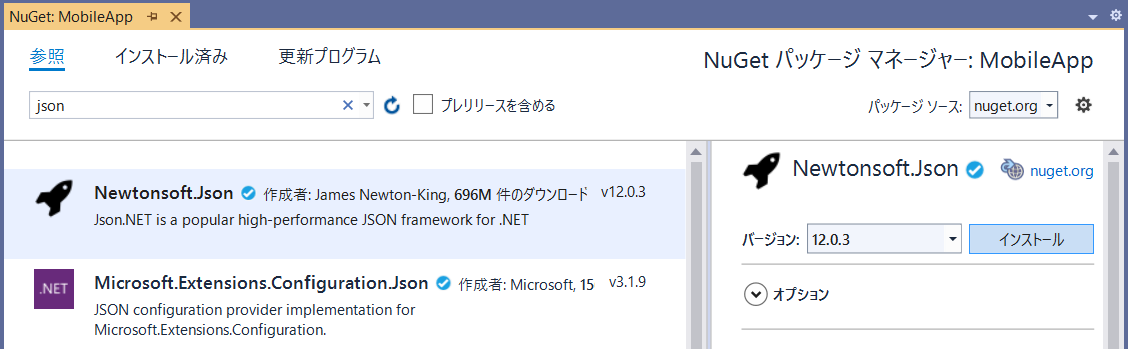 NuGet: MobileApp
参照 インストール済み 更新プログラム
NuGet パッケージ マネージャー: MobileApp
json
プレリリースを含める
パッケージ ソース: nuget.org
Newtonsoft.Json 作成者: James Newton-King, 696M 件のダウンロード v12.0.3
Json.NET is a popular high-performance JSON framework for .NET
.NET
Microsoft.Extensions.Configuration.Json 作成者: Microsoft, 15 v3.1.9
JSON configuration provider implementation for
Microsoft.Extensions.Configuration.
Newtonsoft.Json nuget.org
バージョン: 12.0.3 インストール
オプション